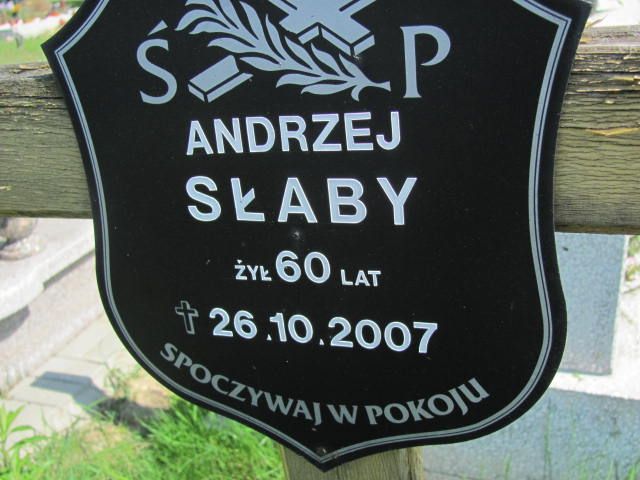 Ś P
ANDRZEJ
SŁABY
ŻYŁ 60 LAT
26.10.2007
SPOCZYWAJ W POKOJU